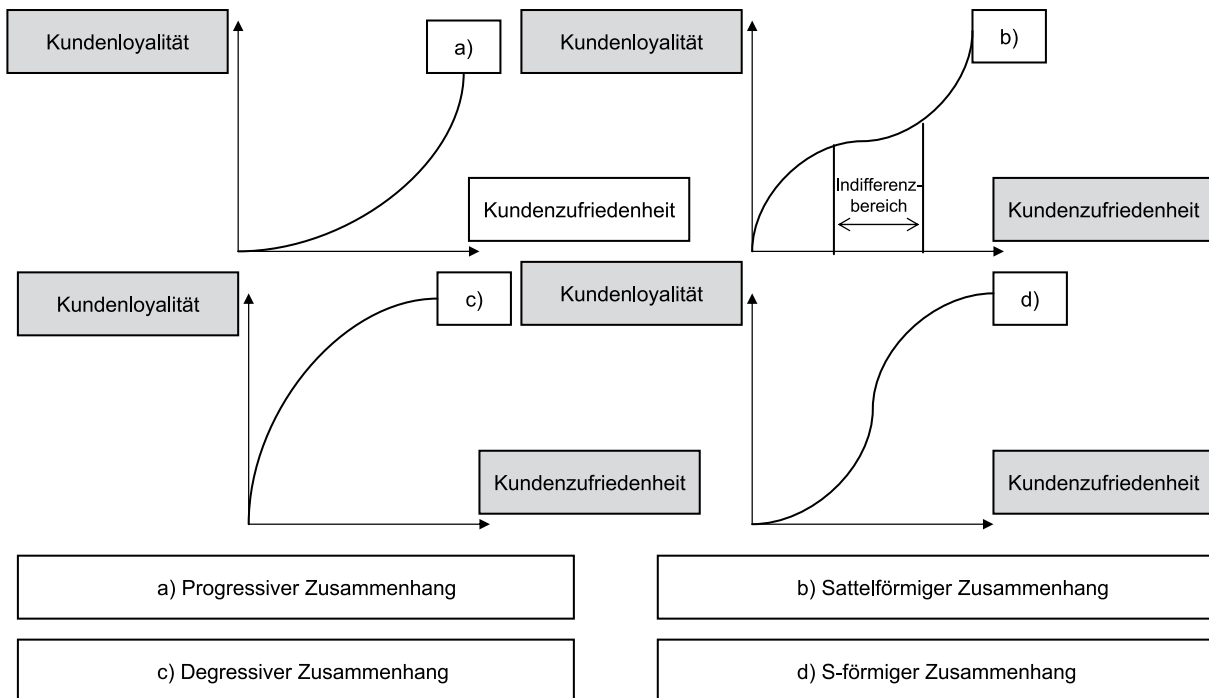 Kundenloyalität
a)
Kundenzufriedenheit
Kundenloyalität
b)
Indifferenz-
bereich
Kundenzufriedenheit
Kundenloyalität
c)
Kundenzufriedenheit
Kundenloyalität
d)
Kundenzufriedenheit
a) Progressiver Zusammenhang
b) Sattelförmiger Zusammenhang
c) Degressiver Zusammenhang
d) S-förmiger Zusammenhang